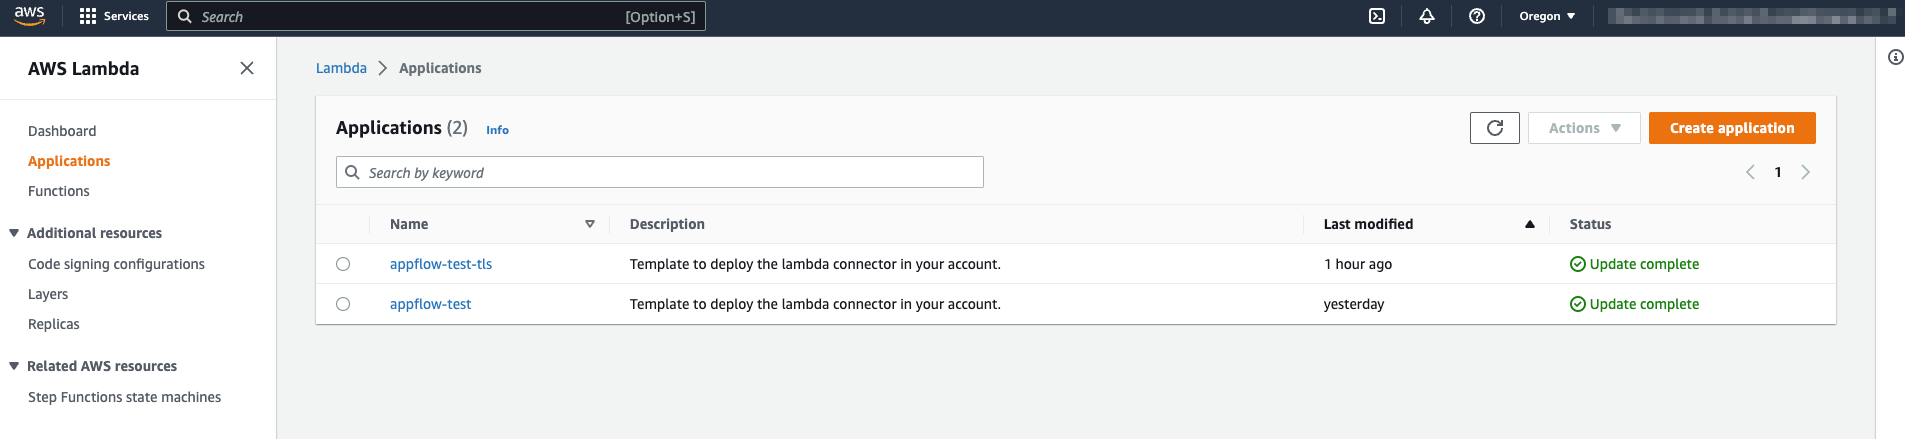 aws
Services
Search
[Option+S]
Oregon
AWS Lambda
Dashboard
Applications
Functions
Additional resources
Code signing configurations
Layers
Replicas
Related AWS resources
Step Functions state machines
Lambda
Applications
Applications (2)
Info
Actions
Create application
Search by keyword
1
Name Description Last modified Status
appflow-test-tls Template to deploy the lambda connector in your account. 1 hour ago Update complete
appflow-test Template to deploy the lambda connector in your account. yesterday Update complete